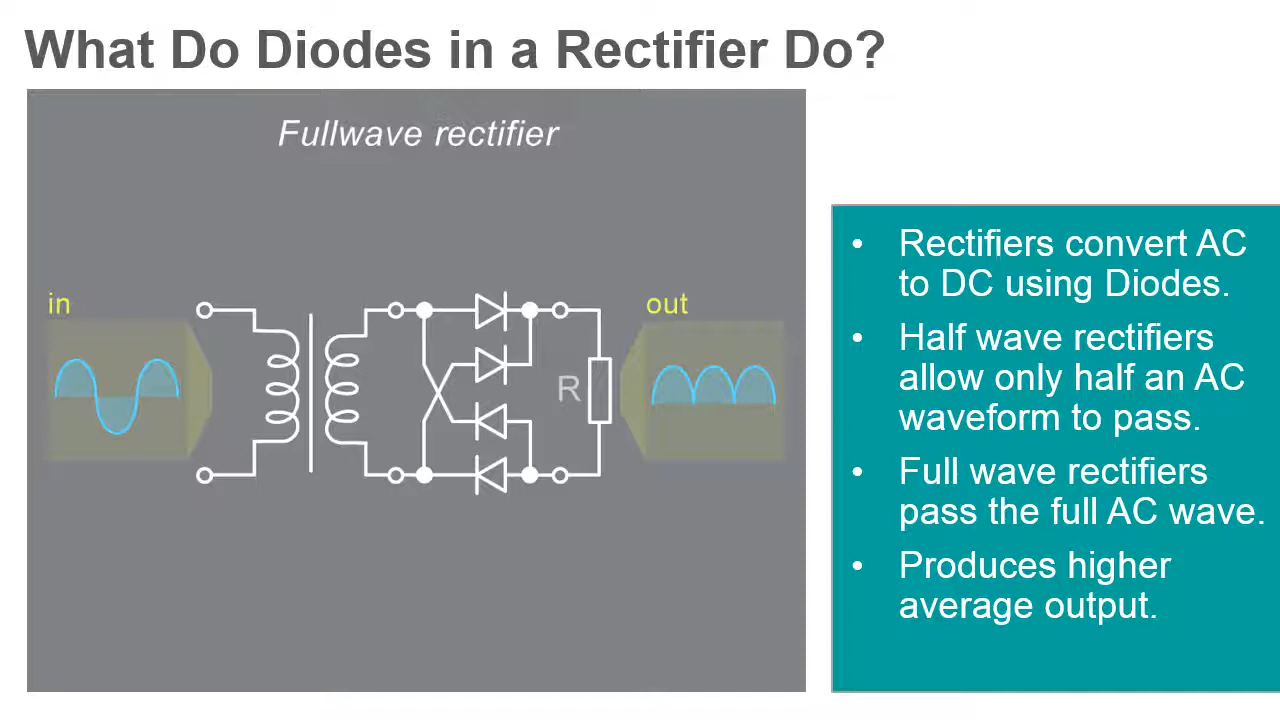 What Do Diodes in a Rectifier Do?
Fullwave rectifier
in
out
R
• Rectifiers convert AC
to DC using Diodes.
• Half wave rectifiers
allow only half an AC
waveform to pass.
• Full wave rectifiers
pass the full AC wave.
• Produces higher
average output.